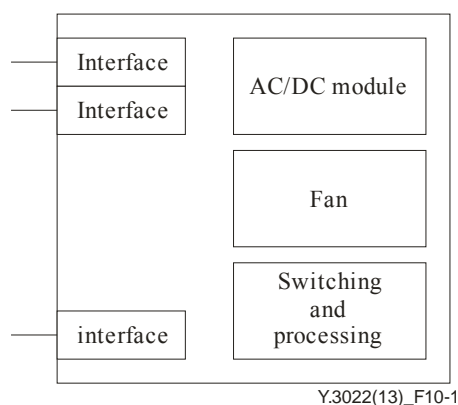 Interface
Interface
interface
AC/DC module
Fan
Switching
and
processing
Y.3022(13)_F10-1